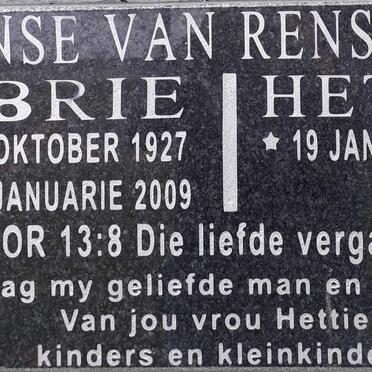 NSE VAN RENS
BRIE HET
OKTOBER 1927 ★ 19 JAN
JANUARIE 2009
OR 13:8 Die liefde verga
ag my geliefde man en
Van jou vrou Hettie
kinders en kleinkinde